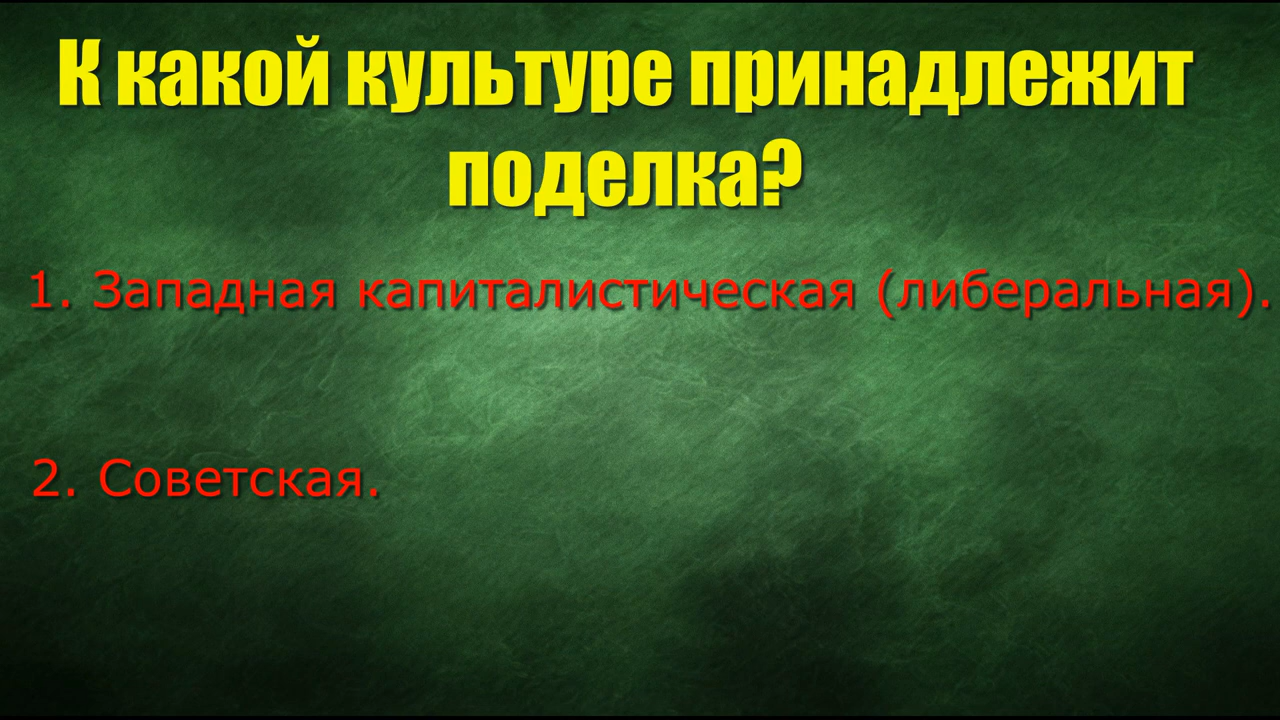 К какой культуре принадлежит
поделка?
1. Западная капиталистическая (либеральная).
2. Советская.